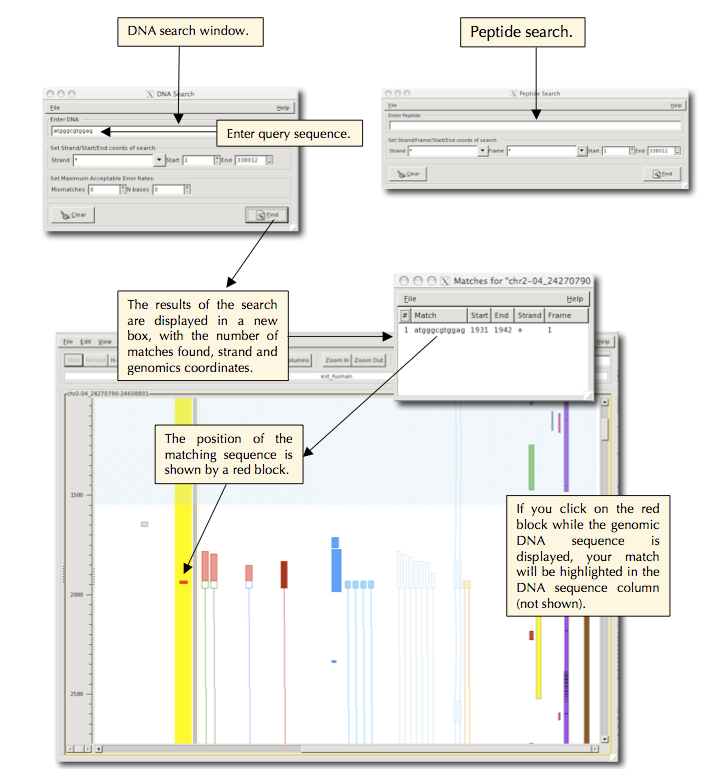 DNA search window.
Peptide search.
DNA Search
File
Help
Enter DNA:
atgggcgtggag
Enter query sequence.
Set Strand/Start/End coords of search:
Strand * Start 1 End 338012
Set Maximum Acceptable Error Rates:
Mismatches 0 N bases 0
Clear
Find
Peptide Search
File
Help
Enter Peptide:
Set Strand/Frame/Start/End coords of search:
Strand * Frame * Start 1 End 338012
Clear
Find
The results of the search
are displayed in a new
box, with the number of
matches found, strand and
genomics coordinates.
Matches for "chr2-04_24270790
File
Help
# Match Start End Strand Frame
1 atgggcgtggag 1931 1942 + 1
File Edit View
Stop Reload H
olumns Zoom In Zoom Out
est_human
chr2-04_24270790-24608801
The position of the
matching sequence is
shown by a red block.
1500
2000
2500
If you click on the red
block while the genomic
DNA sequence is
displayed, your match
will be highlighted in the
DNA sequence column
(not shown).